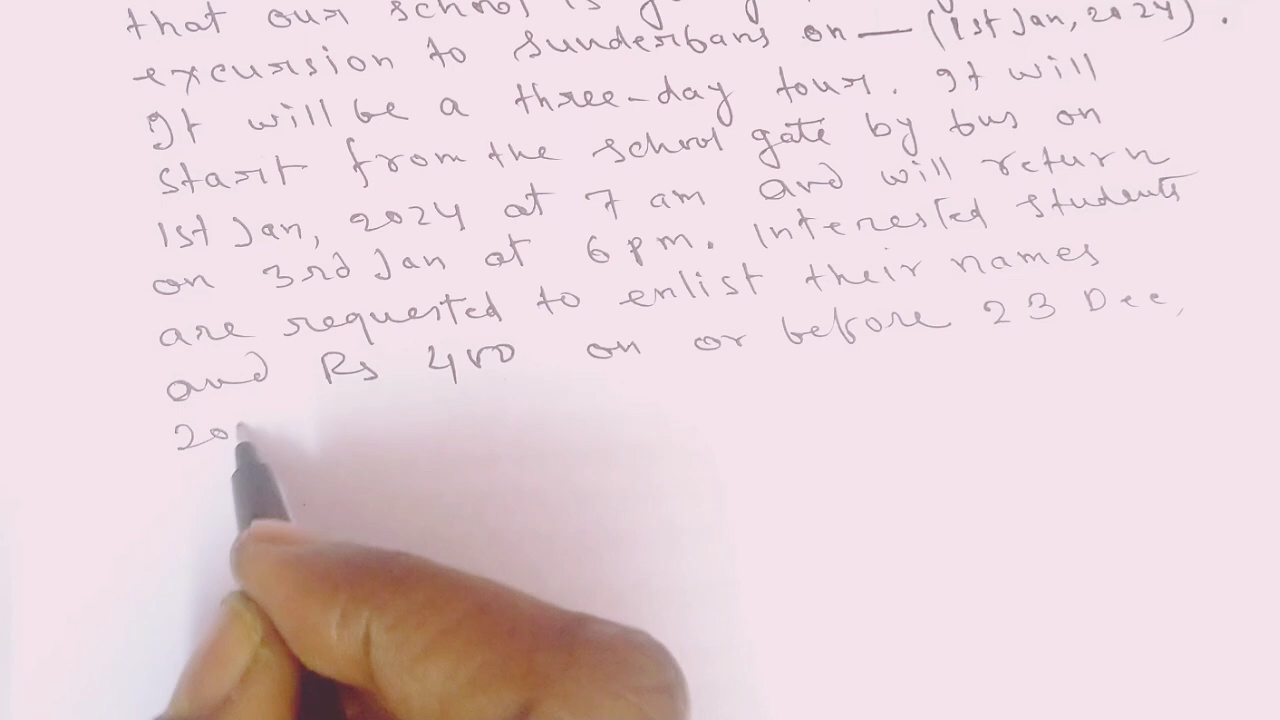 that our school is
excursion to Sunderbans on — (1st Jan, 2024).
It will be a three-day tour. It will
start from the school gate by bus on
1st Jan, 2024 at 7 am and will return
on 3rd Jan at 6 pm. Interested students
are requested to enlist their names
and Rs 400 on or before 23 Dec,
20